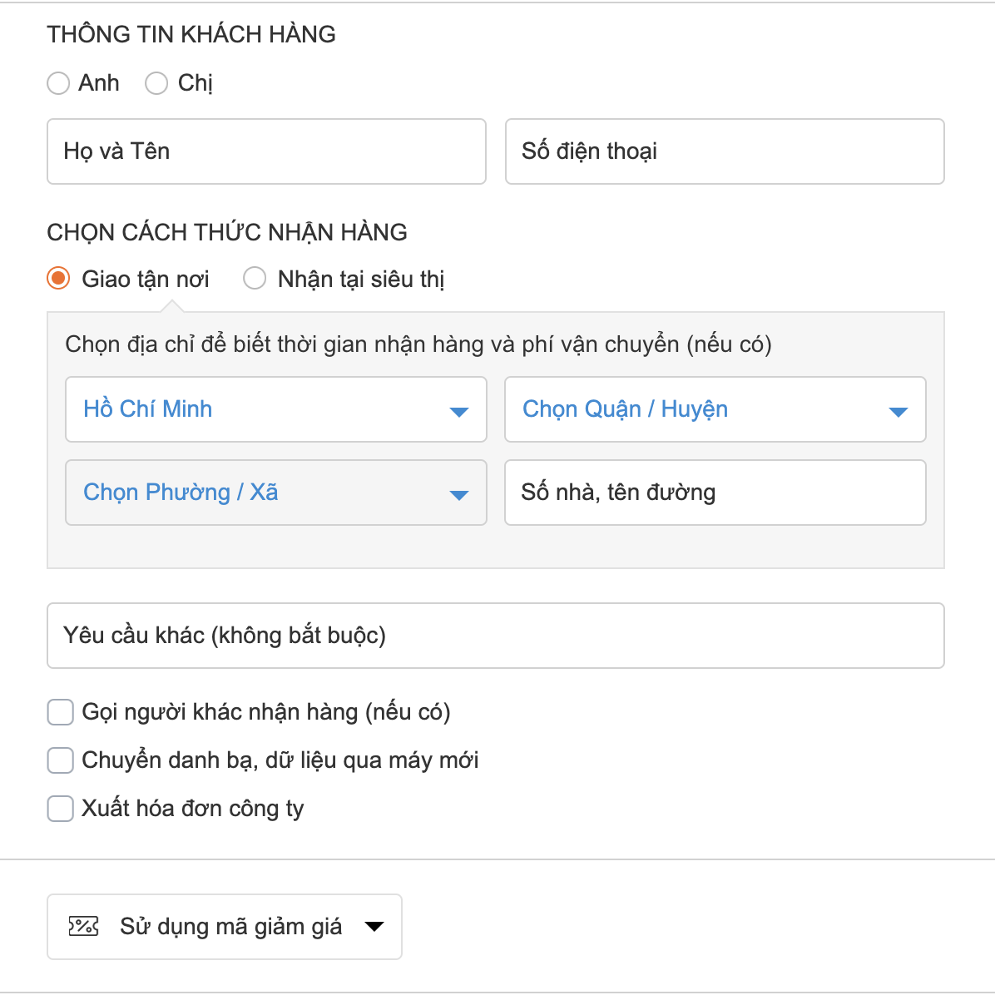 THÔNG TIN KHÁCH HÀNG
Anh Chị
Họ và Tên Số điện thoại
CHỌN CÁCH THỨC NHẬN HÀNG
Giao tận nơi Nhận tại siêu thị
Chọn địa chỉ để biết thời gian nhận hàng và phí vận chuyển (nếu có)
Hồ Chí Minh Chọn Quận / Huyện
Chọn Phường / Xã Số nhà, tên đường
Yêu cầu khác (không bắt buộc)
Gọi người khác nhận hàng (nếu có)
Chuyển danh bạ, dữ liệu qua máy mới
Xuất hóa đơn công ty
Sử dụng mã giảm giá